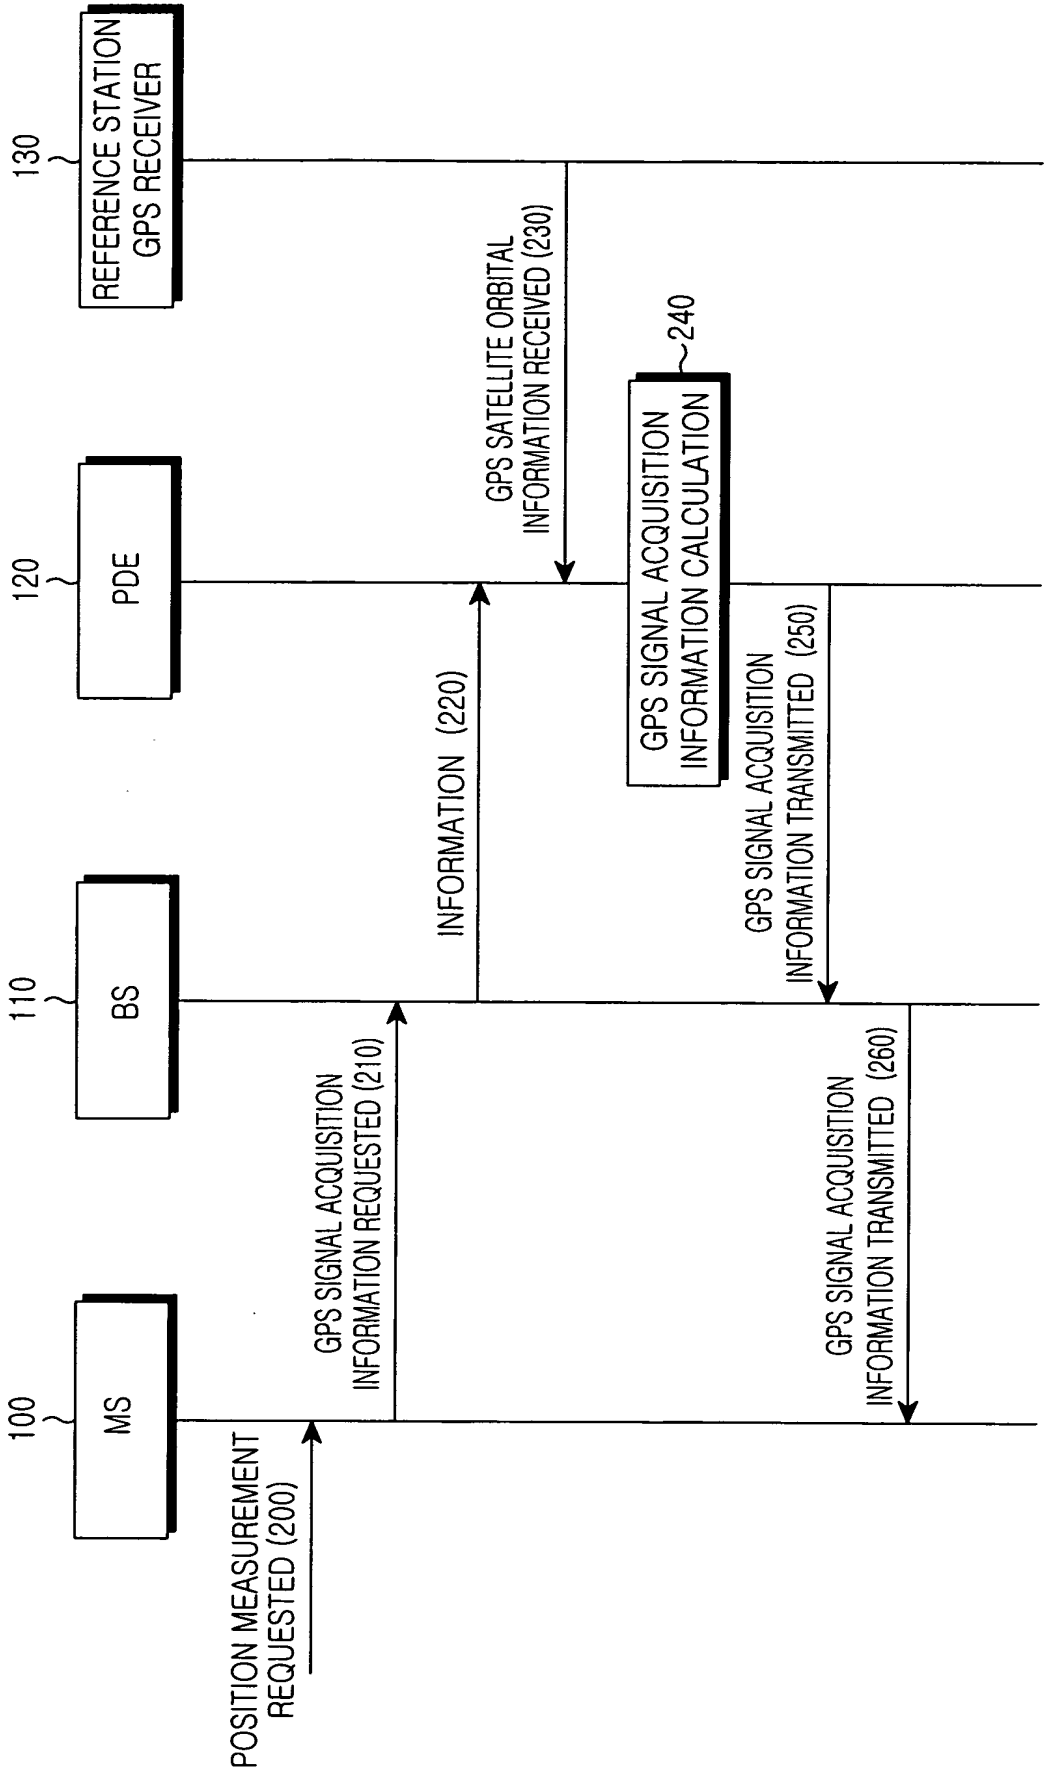 100
MS
110
BS
120
PDE
130
REFERENCE STATION
GPS RECEIVER
POSITION MEASUREMENT
REQUESTED (200)
GPS SIGNAL ACQUISITION
INFORMATION REQUESTED (210)
INFORMATION (220)
GPS SATELLITE ORBITAL
INFORMATION RECEIVED (230)
GPS SIGNAL ACQUISITION
INFORMATION CALCULATION
240
GPS SIGNAL ACQUISITION
INFORMATION TRANSMITTED (250)
GPS SIGNAL ACQUISITION
INFORMATION TRANSMITTED (260)